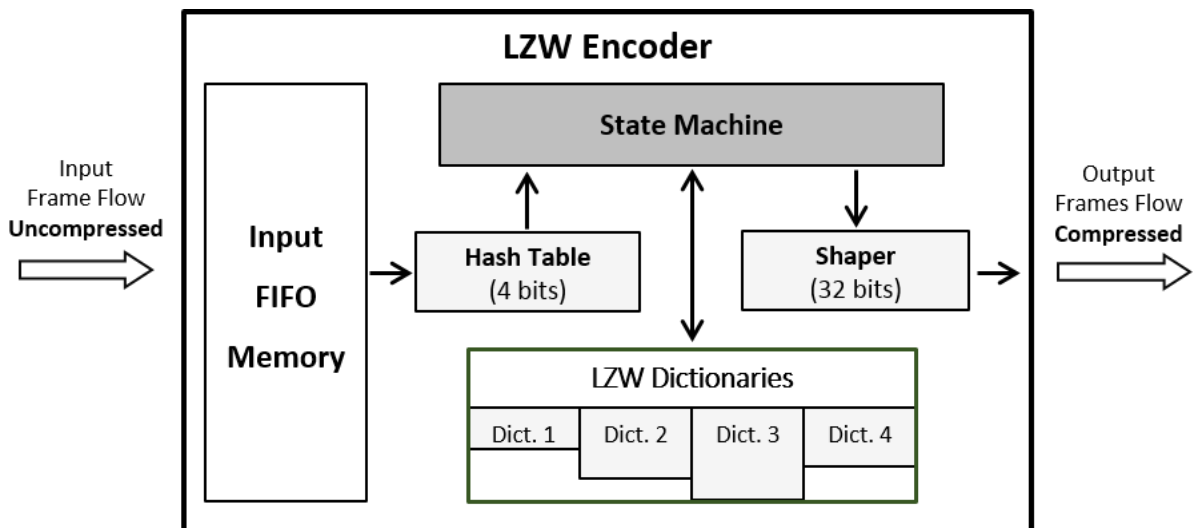 LZW Encoder
Input
Frame Flow
Uncompressed
Input
FIFO
Memory
State Machine
Hash Table
(4 bits)
Shaper
(32 bits)
LZW Dictionaries
Dict. 1
Dict. 2
Dict. 3
Dict. 4
Output
Frames Flow
Compressed